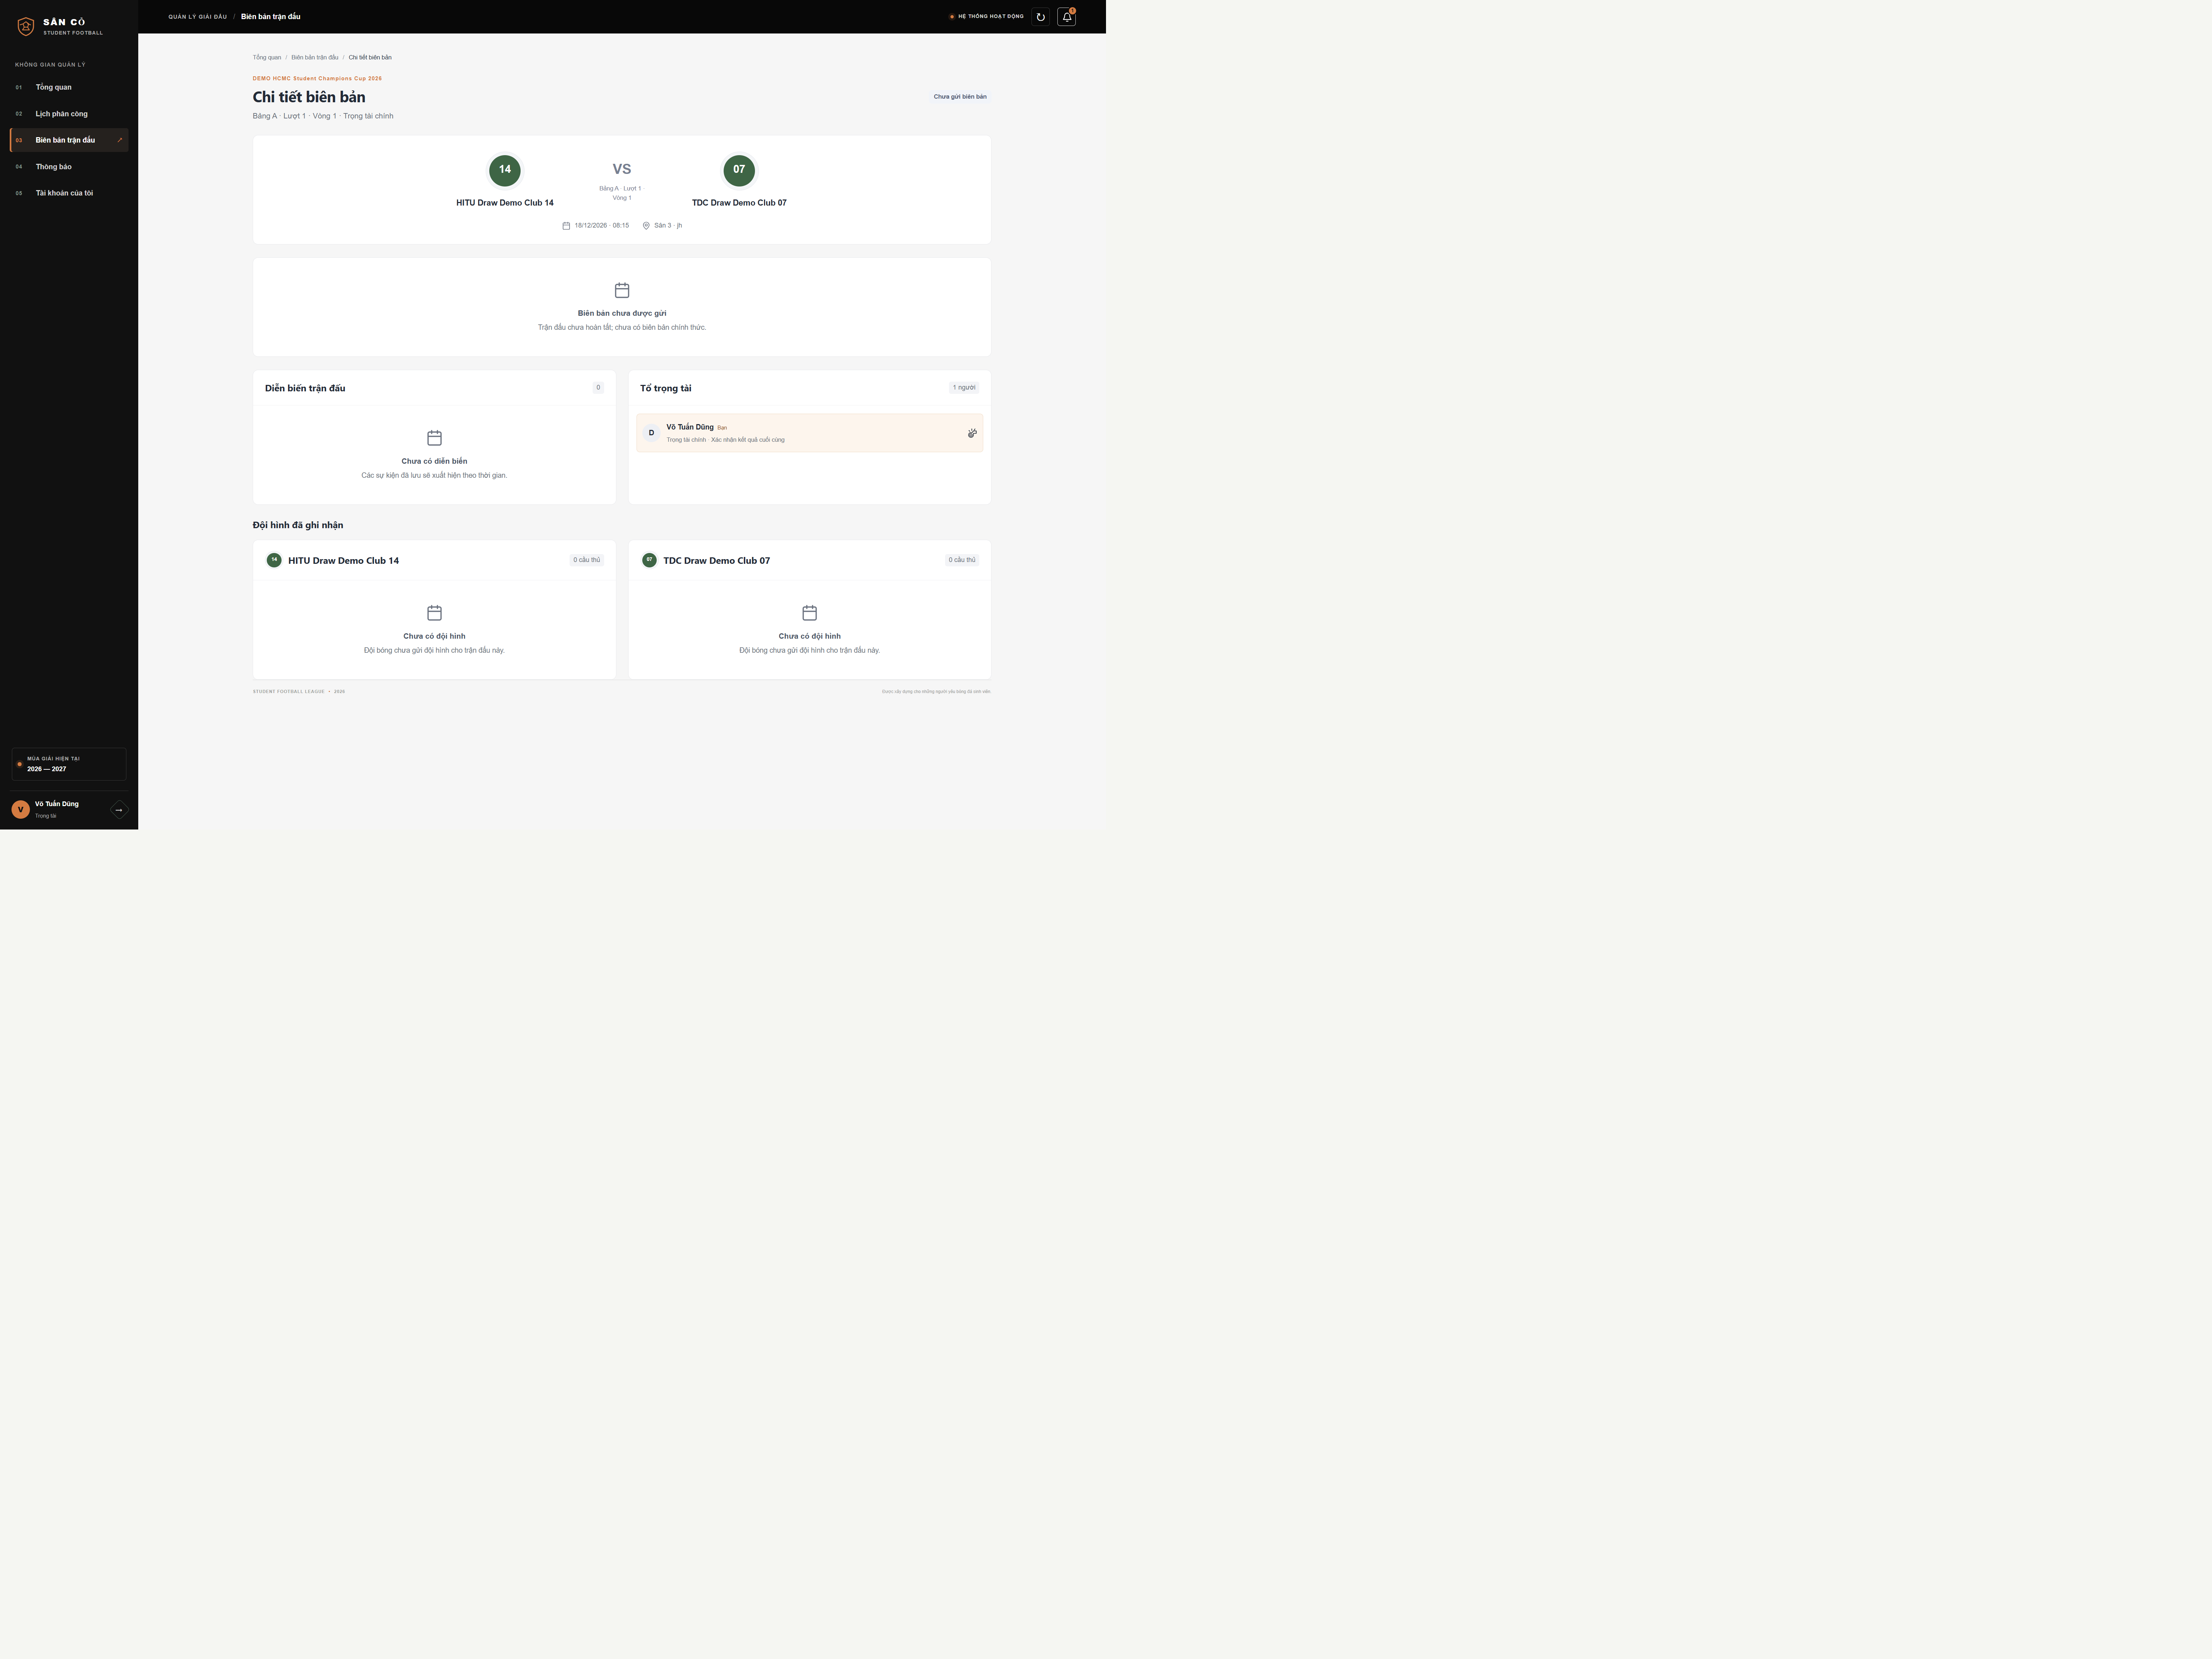 SÂN CỎ
STUDENT FOOTBALL
KHÔNG GIAN QUẢN LÝ
01 Tổng quan
02 Lịch phân công
03 Biên bản trận đấu ↗
04 Thông báo
05 Tài khoản của tôi
MÙA GIẢI HIỆN TẠI
2026 — 2027
V
Võ Tuấn Dũng
Trọng tài
→
QUẢN LÝ GIẢI ĐẤU / Biên bản trận đấu
HỆ THỐNG HOẠT ĐỘNG
Tổng quan / Biên bản trận đấu / Chi tiết biên bản
DEMO HCMC Student Champions Cup 2026
Chi tiết biên bản
Chưa gửi biên bản
Bảng A · Lượt 1 · Vòng 1 · Trọng tài chính
14
HITU Draw Demo Club 14
VS
Bảng A · Lượt 1
Vòng 1
07
TDC Draw Demo Club 07
18/12/2026 · 08:15
Sân 3 · jh
Biên bản chưa được gửi
Trận đấu chưa hoàn tất; chưa có biên bản chính thức.
Diễn biến trận đấu
0
Chưa có diễn biến
Các sự kiện đã lưu sẽ xuất hiện theo thời gian.
Tổ trọng tài
1 người
D
Võ Tuấn Dũng Bạn
Trọng tài chính · Xác nhận kết quả cuối cùng
Đội hình đã ghi nhận
14 HITU Draw Demo Club 14
0 cầu thủ
Chưa có đội hình
Đội bóng chưa gửi đội hình cho trận đấu này.
07 TDC Draw Demo Club 07
0 cầu thủ
Chưa có đội hình
Đội bóng chưa gửi đội hình cho trận đấu này.
STUDENT FOOTBALL LEAGUE • 2026
Được xây dựng cho những người yêu bóng đá sinh viên.